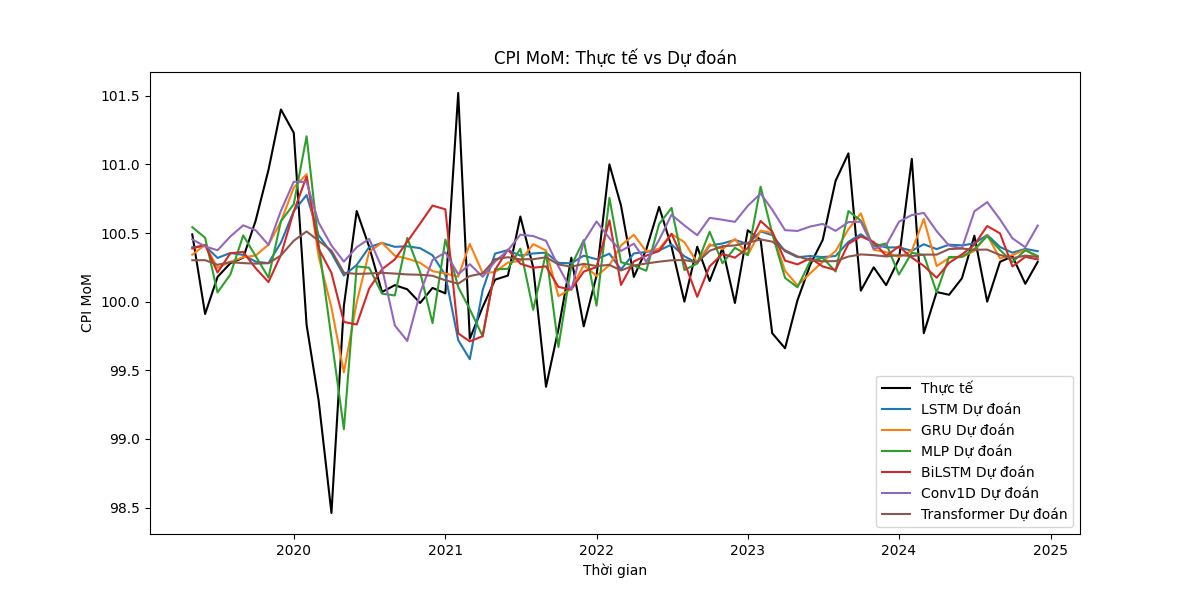 CPI MoM: Thực tế vs Dự đoán
CPI MoM
101.5
101.0
100.5
100.0
99.5
99.0
98.5
2020 2021 2022 2023 2024 2025
Thời gian
Thực tế
LSTM Dự đoán
GRU Dự đoán
MLP Dự đoán
BiLSTM Dự đoán
Conv1D Dự đoán
Transformer Dự đoán